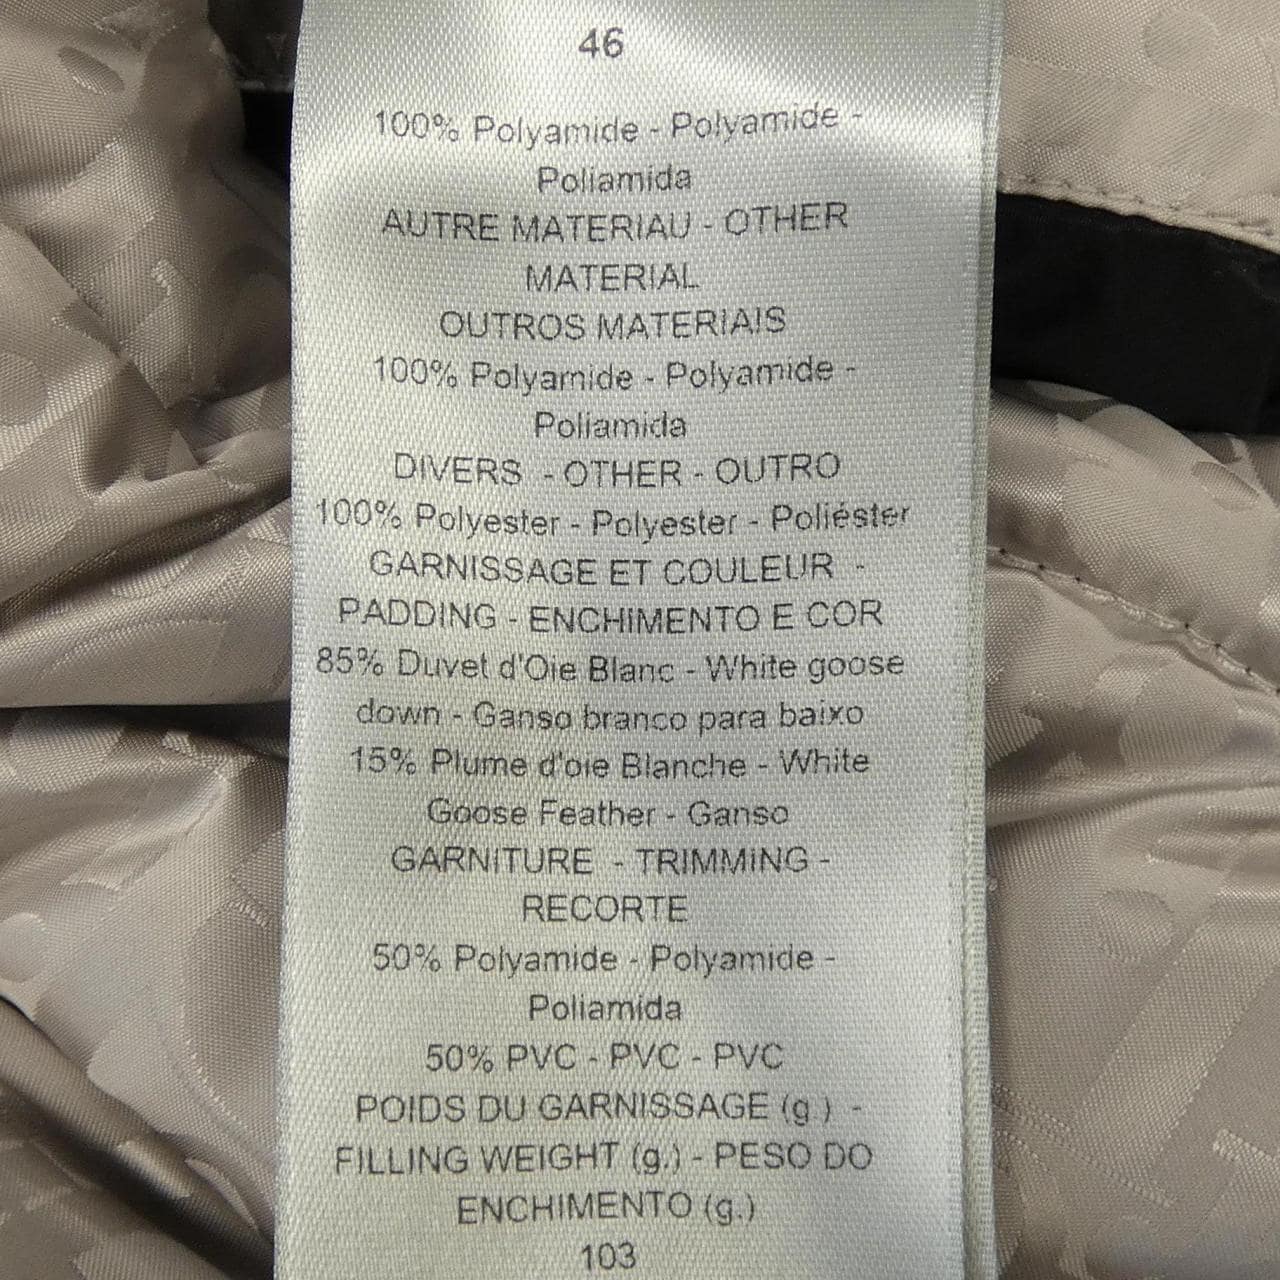 46
100% Polyamide - Polyamide -
Poliamida
AUTRE MATERIAU - OTHER
MATERIAL
OUTROS MATERIAIS
100% Polyamide - Polyamide -
Poliamida
DIVERS - OTHER - OUTRO
100% Polyester - Polyester - Poliéster
GARNISSAGE ET COULEUR -
PADDING - ENCHIMENTO E COR
85% Duvet d'Oie Blanc - White goose
down - Ganso branco para baixo
15% Plume d'oie Blanche - White
Goose Feather - Ganso
GARNITURE - TRIMMING -
RECORTE
50% Polyamide - Polyamide -
Poliamida
50% PVC - PVC - PVC
POIDS DU GARNISSAGE (g ) -
FILLING WEIGHT (g.) - PESO DO
ENCHIMENTO (g.)
103